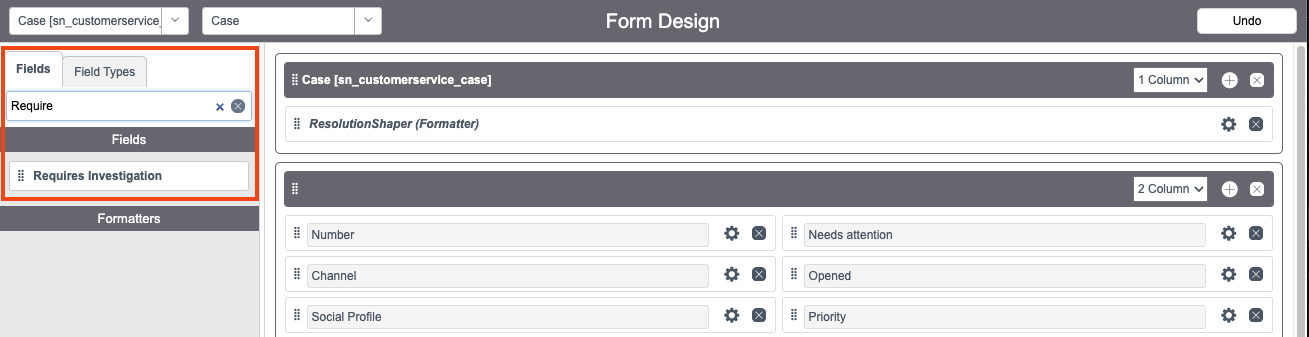 Case [sn_customerservice_
Case
Form Design
Undo
Fields
Field Types
Require
Fields
Requires Investigation
Formatters
Case [sn_customerservice_case]
1 Column
ResolutionShaper (Formatter)
2 Column
Number
Needs attention
Channel
Opened
Social Profile
Priority